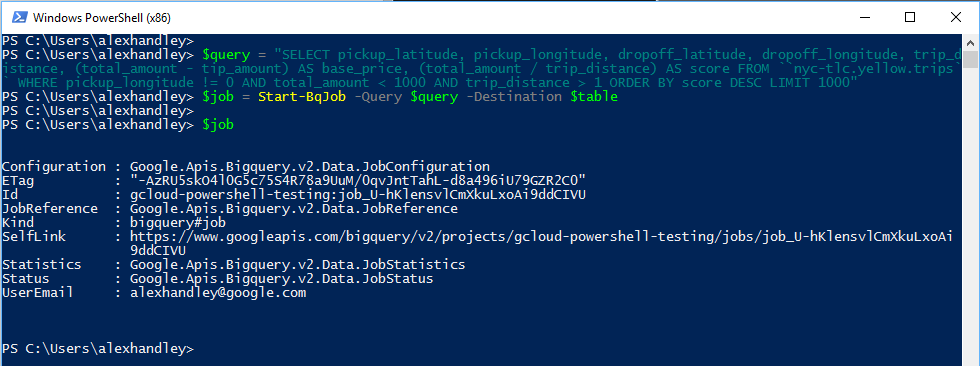 Windows PowerShell (x86)
PS C:\Users\alexhandley>
PS C:\Users\alexhandley> $query = "SELECT pickup_latitude, pickup_longitude, dropoff_latitude, dropoff_longitude, trip_d
istance, (total_amount - tip_amount) AS base_price, (total_amount / trip_distance) AS score FROM ``nyc-tlc.yellow.trips`
` WHERE pickup_longitude != 0 AND total_amount < 1000 AND trip_distance > 1 ORDER BY score DESC LIMIT 1000"
PS C:\Users\alexhandley> $job = Start-BqJob -Query $query -Destination $table
PS C:\Users\alexhandley>
PS C:\Users\alexhandley> $job
Configuration : Google.Apis.Bigquery.v2.Data.JobConfiguration
ETag : "-AzRU5skO4lOG5c75S4R78a9UuM/OqvJntTahL-d8a496iU79GZR2C0"
Id : gcloud-powershell-testing:job_U-hKlensvlCmXkuLxoAi9ddCIVU
JobReference : Google.Apis.Bigquery.v2.Data.JobReference
Kind : bigquery#job
SelfLink : https://www.googleapis.com/bigquery/v2/projects/gcloud-powershell-testing/jobs/job_U-hKlensvlCmXkuLxoAi
9ddCIVU
Statistics : Google.Apis.Bigquery.v2.Data.JobStatistics
Status : Google.Apis.Bigquery.v2.Data.JobStatus
UserEmail : alexhandley@google.com
PS C:\Users\alexhandley>